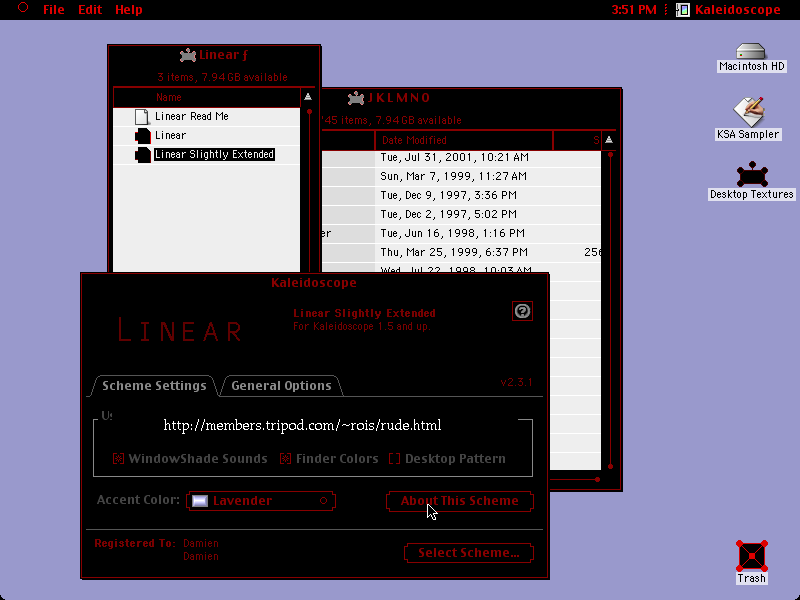 File Edit Help 3:51 PM Kaleidoscope
Linear ƒ
3 items, 7.94 GB available
Name
Linear Read Me
Linear
Linear Slightly Extended
J K L M N O
45 items, 7.94 GB available
Date Modified S
Tue, Jul 31, 2001, 10:21 AM
Sun, Mar 7, 1999, 11:27 AM
Tue, Dec 9, 1997, 3:36 PM
Tue, Dec 2, 1997, 5:02 PM
er Tue, Jun 16, 1998, 1:16 PM
Thu, Mar 25, 1999, 6:37 PM 256
Wed, Jul 22, 1998, 10:03 AM
Macintosh HD
KSA Sampler
Desktop Textures
Kaleidoscope
LINEAR
Linear Slightly Extended
For Kaleidoscope 1.5 and up.
Scheme Settings General Options
v2.3.1
http://members.tripod.com/~rois/rude.html
WindowShade Sounds Finder Colors Desktop Pattern
Accent Color: Lavender About This Scheme
Registered To: Damien
Damien
Select Scheme...
Trash